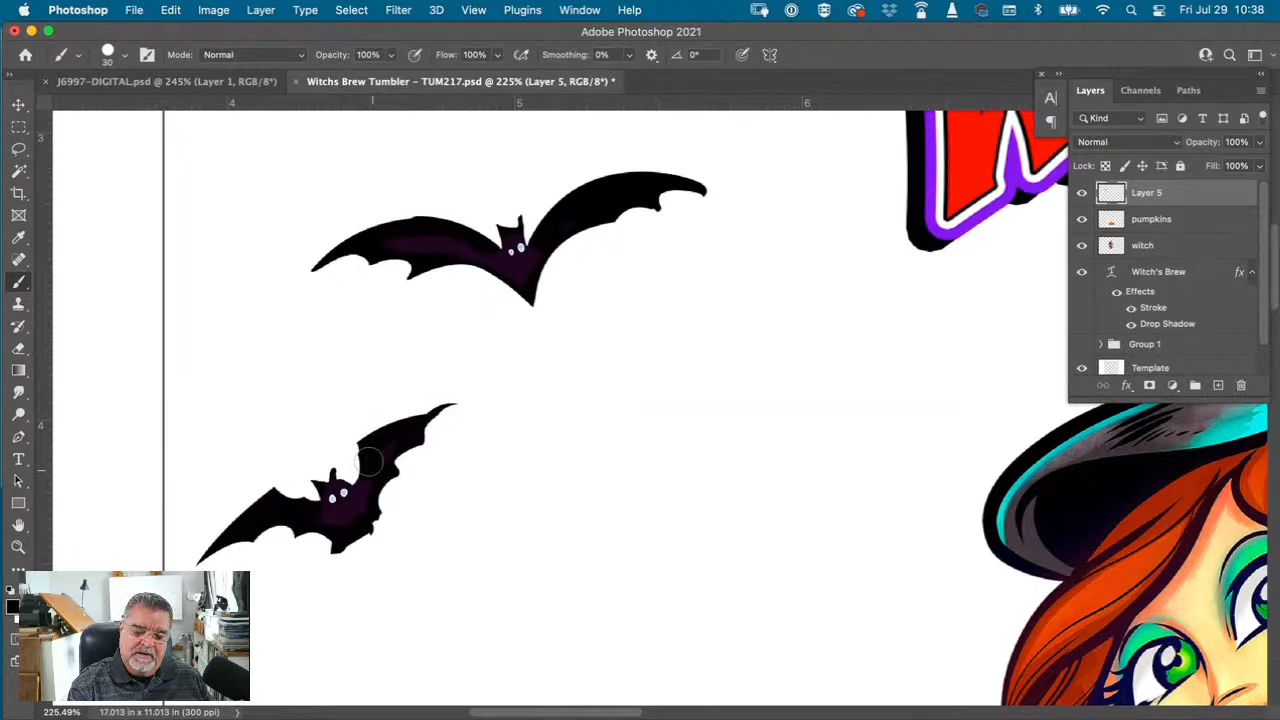 Photoshop File Edit Image Layer Type Select Filter 3D View Plugins Window Help Fri Jul 29 10:38
Adobe Photoshop 2021
30 Mode: Normal Opacity: 100% Flow: 100% Smoothing: 0% 0°
J6997-DIGITAL.psd @ 245% (Layer 1, RGB/8*) Witchs Brew Tumbler - TUM217.psd @ 225% (Layer 5, RGB/8*) *
4 5 6
3
4
Layers Channels Paths
Kind
Normal Opacity: 100%
Lock: Fill: 100%
Layer 5
pumpkins
witch
Witch's Brew fx
Effects
Stroke
Drop Shadow
Group 1
Template
225.49% 17.013 in x 11.013 in (300 ppi)